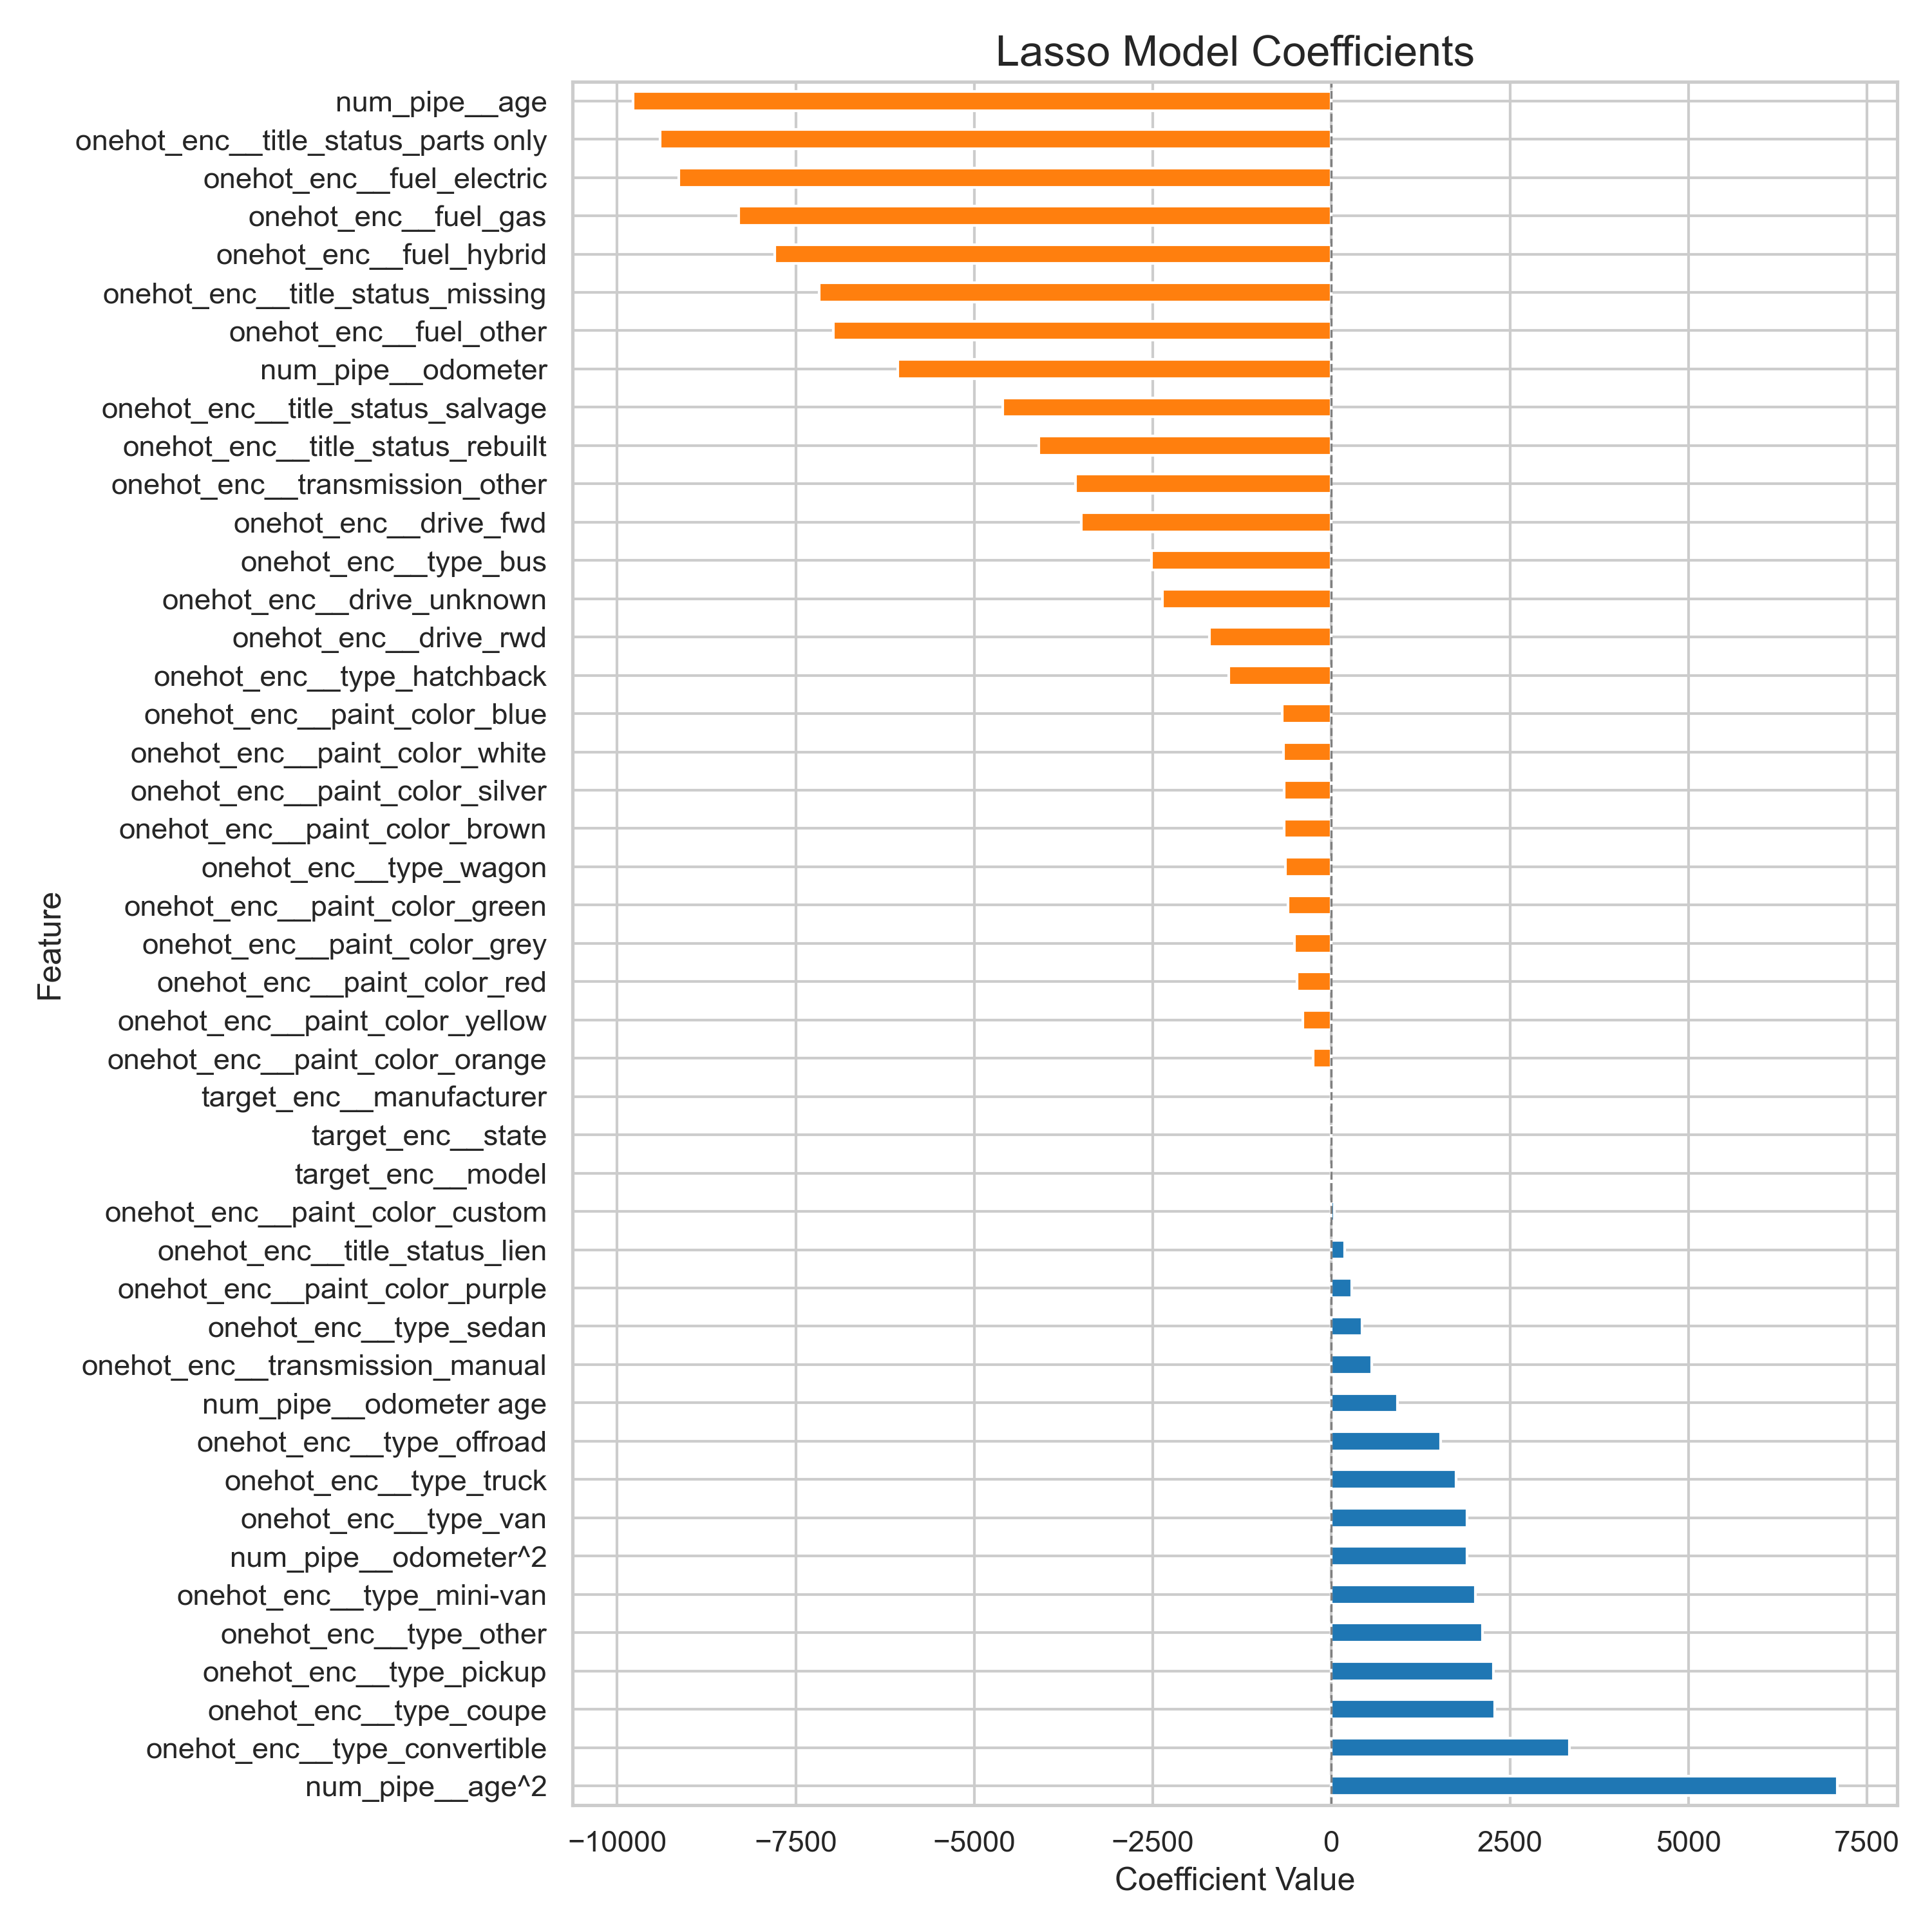 Lasso Model Coefficients
num_pipe__age
onehot_enc__title_status_parts only
onehot_enc__fuel_electric
onehot_enc__fuel_gas
onehot_enc__fuel_hybrid
onehot_enc__title_status_missing
onehot_enc__fuel_other
num_pipe__odometer
onehot_enc__title_status_salvage
onehot_enc__title_status_rebuilt
onehot_enc__transmission_other
onehot_enc__drive_fwd
onehot_enc__type_bus
onehot_enc__drive_unknown
onehot_enc__drive_rwd
onehot_enc__type_hatchback
onehot_enc__paint_color_blue
onehot_enc__paint_color_white
onehot_enc__paint_color_silver
onehot_enc__paint_color_brown
onehot_enc__type_wagon
onehot_enc__paint_color_green
onehot_enc__paint_color_grey
onehot_enc__paint_color_red
onehot_enc__paint_color_yellow
onehot_enc__paint_color_orange
target_enc__manufacturer
target_enc__state
target_enc__model
onehot_enc__paint_color_custom
onehot_enc__title_status_lien
onehot_enc__paint_color_purple
onehot_enc__type_sedan
onehot_enc__transmission_manual
num_pipe__odometer age
onehot_enc__type_offroad
onehot_enc__type_truck
onehot_enc__type_van
num_pipe__odometer^2
onehot_enc__type_mini-van
onehot_enc__type_other
onehot_enc__type_pickup
onehot_enc__type_coupe
onehot_enc__type_convertible
num_pipe__age^2
Feature
−10000 −7500 −5000 −2500 0 2500 5000 7500
Coefficient Value